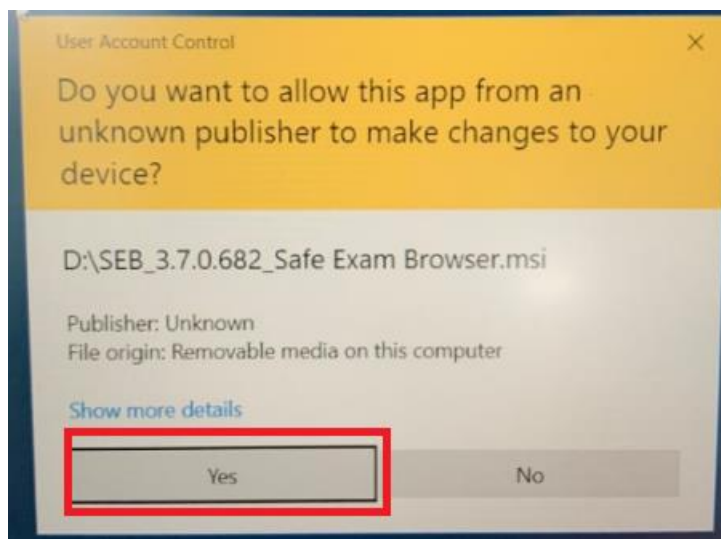 User Account Control
Do you want to allow this app from an
unknown publisher to make changes to your
device?
D:\SEB_3.7.0.682_Safe Exam Browser.msi
Publisher: Unknown
File origin: Removable media on this computer
Show more details
Yes
No